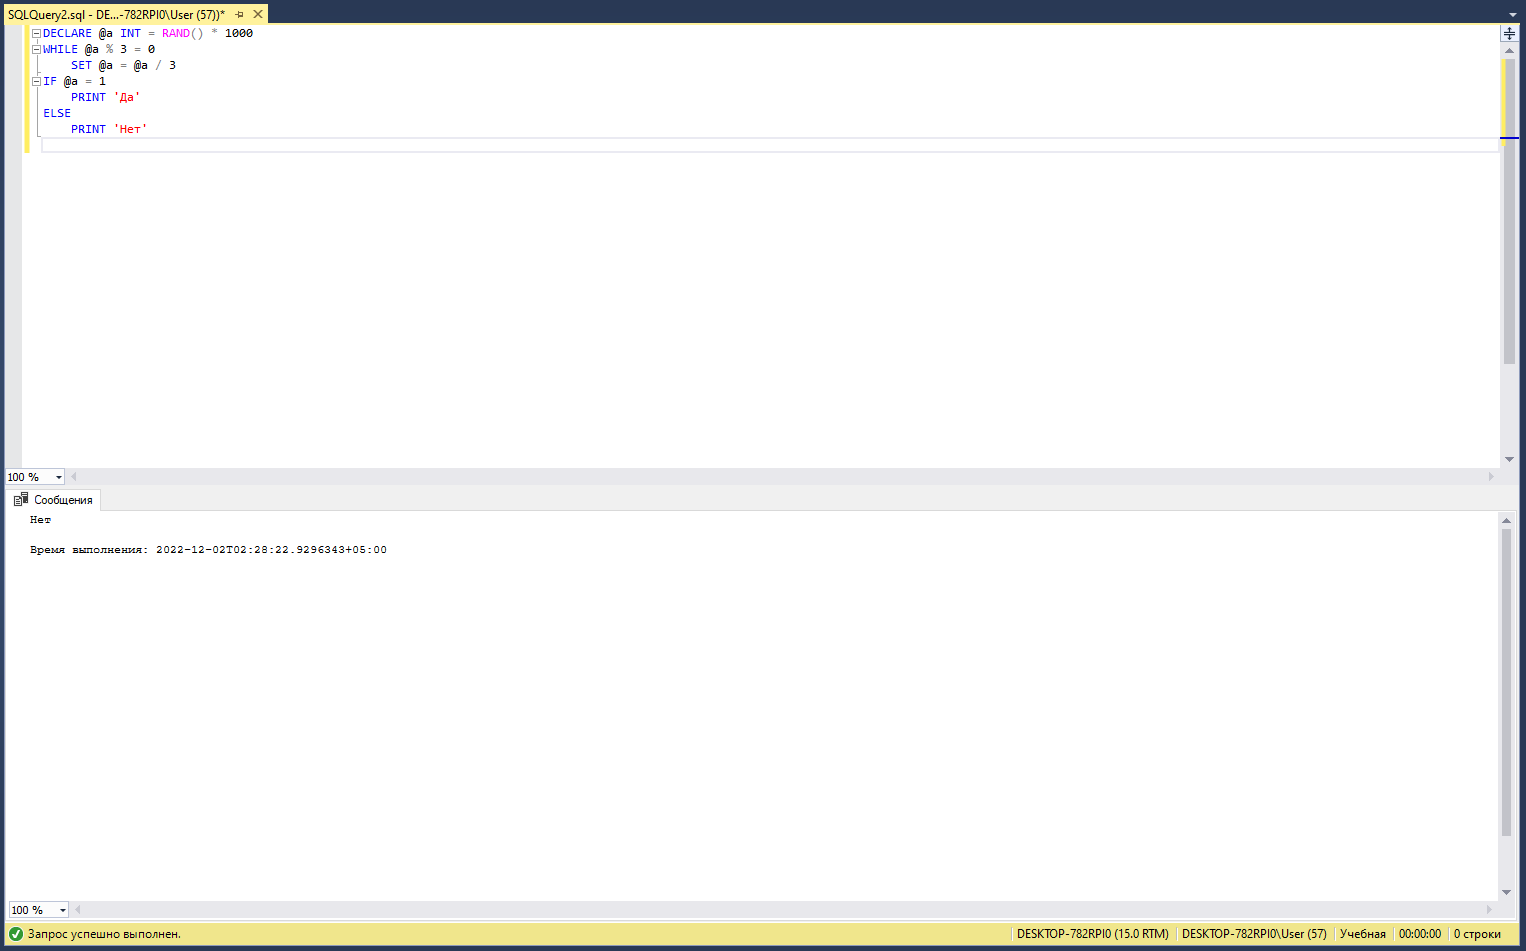 SQLQuery2.sql - DE...-782RPI0\User (57))*
DECLARE @a INT = RAND() * 1000
WHILE @a % 3 = 0
SET @a = @a / 3
IF @a = 1
PRINT 'Да'
ELSE
PRINT 'Нет'
100 %
Сообщения
Нет
Время выполнения: 2022-12-02T02:28:22.9296343+05:00
100 %
Запрос успешно выполнен.
DESKTOP-782RPI0 (15.0 RTM)
DESKTOP-782RPI0\User (57)
Учебная
00:00:00
0 строки